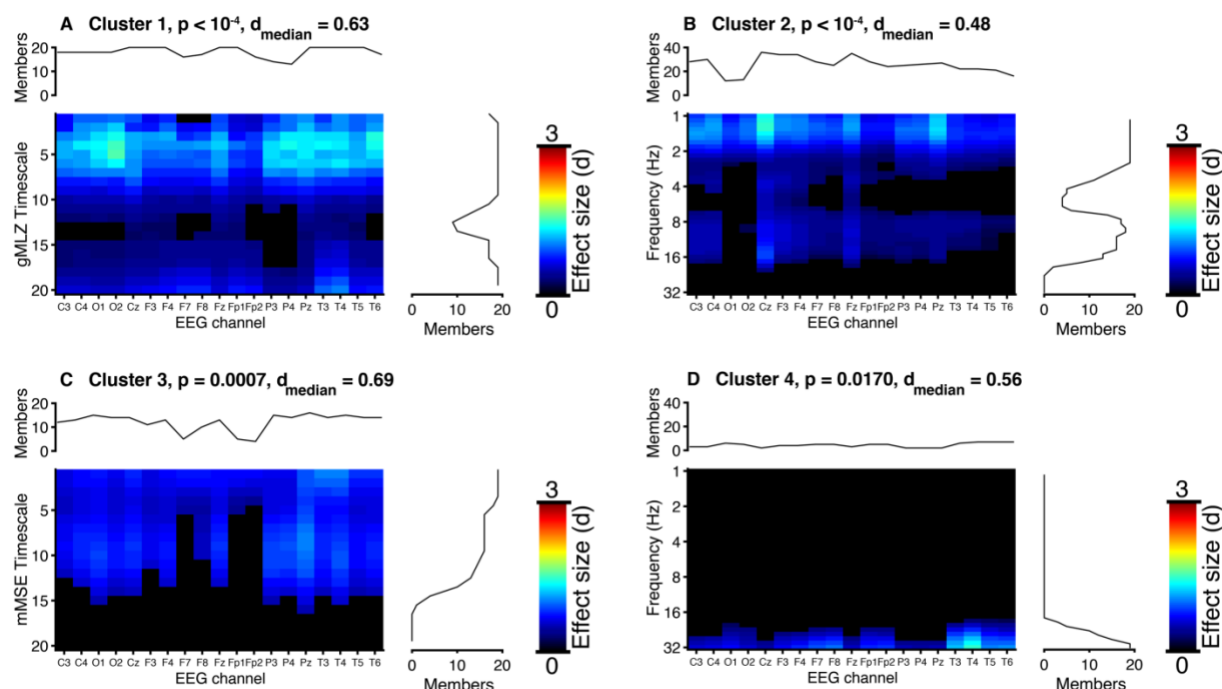 A Cluster 1, p < 10-4, dmedian = 0.63
Members
20
10
0
gMLZ Timescale
5
10
15
20
C3 C4 O1 O2 Cz F3 F4 F7 F8 Fz Fp1 Fp2 P3 P4 Pz T3 T4 T5 T6
EEG channel
0 10 20
Members
3
0
Effect size (d)
B Cluster 2, p < 10-4, dmedian = 0.48
Members
40
20
0
Frequency (Hz)
1
2
4
8
16
32
C3 C4 O1 O2 Cz F3 F4 F7 F8 Fz Fp1 Fp2 P3 P4 Pz T3 T4 T5 T6
EEG channel
0 10 20
Members
3
0
Effect size (d)
C Cluster 3, p = 0.0007, dmedian = 0.69
Members
20
10
0
mMSE Timescale
5
10
15
20
C3 C4 O1 O2 Cz F3 F4 F7 F8 Fz Fp1 Fp2 P3 P4 Pz T3 T4 T5 T6
EEG channel
0 10 20
Members
3
0
Effect size (d)
D Cluster 4, p = 0.0170, dmedian = 0.56
Members
40
20
0
Frequency (Hz)
1
2
4
8
16
32
C3 C4 O1 O2 Cz F3 F4 F7 F8 Fz Fp1 Fp2 P3 P4 Pz T3 T4 T5 T6
EEG channel
0 10 20
Members
3
0
Effect size (d)